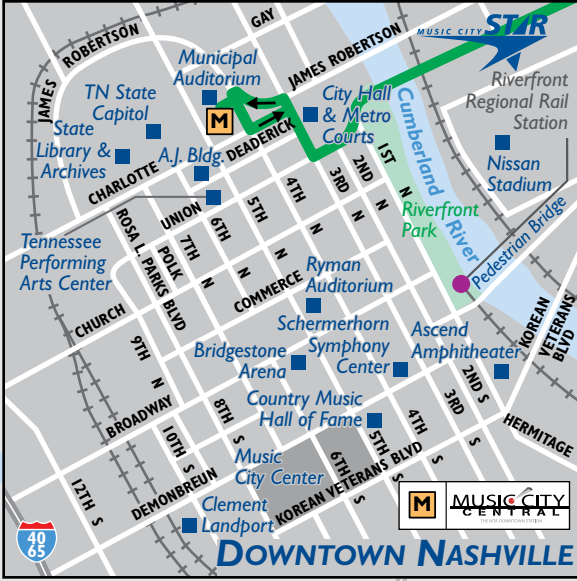 MUSIC CITY STAR
GAY
JAMES ROBERTSON
JAMES ROBERTSON
Municipal
Auditorium
Riverfront
Regional Rail
Station
TN State
Capitol
City Hall
& Metro
Courts
Cumberland
River
M
State
Library &
Archives
A.J. Bldg.
DEADERICK
CHARLOTTE
Nissan
Stadium
1ST N
2ND N
3RD N
4TH N
5TH N
6TH N
7TH N
UNION
POLK
ROSA L. PARKS BLVD
Riverfront
Park
Pedestrian Bridge
Tennessee
Performing
Arts Center
Ryman
Auditorium
COMMERCE
CHURCH
Schermerhorn
Symphony
Center
Ascend
Amphitheater
KOREAN
VETERANS
BLVD
9TH N
Bridgestone
Arena
BROADWAY
8TH S
Country Music
Hall of Fame
2ND S
3RD S
4TH S
5TH S
6TH S
HERMITAGE
10TH S
12TH S
DEMONBREUN
Music
City Center
KOREAN VETERANS BLVD
Clement
Landport
M
MUSIC CITY
CENTRAL
THE MTA DOWNTOWN STATION
40
65
DOWNTOWN NASHVILLE